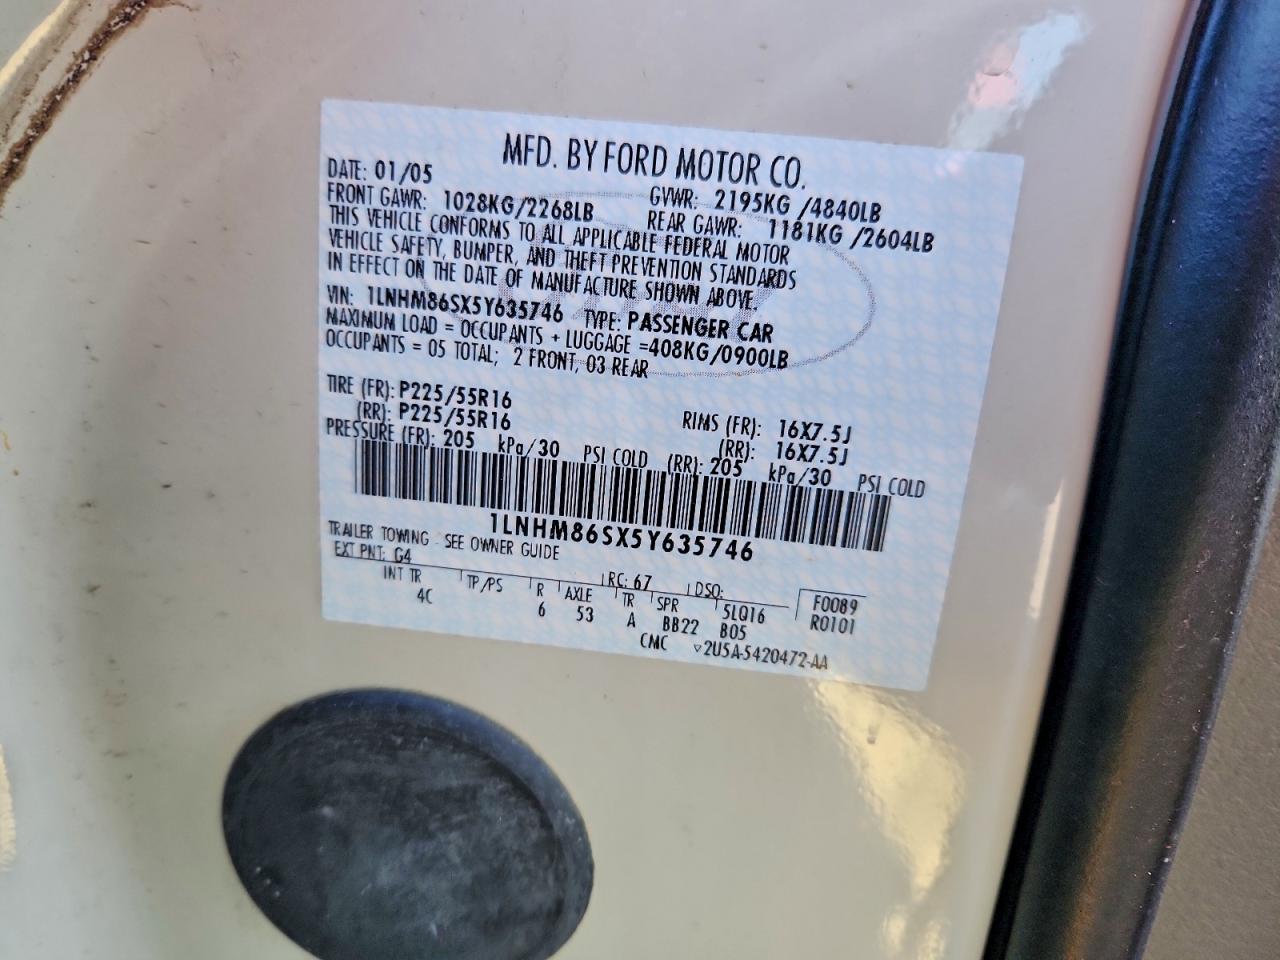 MFD. BY FORD MOTOR CO.
DATE: 01/05 GVWR: 2195KG /4840LB
FRONT GAWR: 1028KG/2268LB REAR GAWR: 1181KG /2604LB
THIS VEHICLE CONFORMS TO ALL APPLICABLE FEDERAL MOTOR
VEHICLE SAFETY, BUMPER, AND THEFT PREVENTION STANDARDS
IN EFFECT ON THE DATE OF MANUFACTURE SHOWN ABOVE.
VIN: 1LNHM86SX5Y635746 TYPE: PASSENGER CAR
MAXIMUM LOAD = OCCUPANTS + LUGGAGE =408KG/0900LB
OCCUPANTS = 05 TOTAL; 2 FRONT, 03 REAR
TIRE (FR): P225/55R16 RIMS (FR): 16X7.5J
(RR): P225/55R16 (RR): 16X7.5J
PRESSURE (FR): 205 kPa/30 PSI COLD (RR): 205 kPa/30 PSI COLD
1LNHM86SX5Y635746
TRAILER TOWING - SEE OWNER GUIDE
EXT PNT: G4 RC: 67 DSO:
INT TR TP/PS R AXLE TR SPR 5LQ16 F0089
4C 6 53 A BB22 B05 R0101
CMC ▽2U5A-5420472-AA